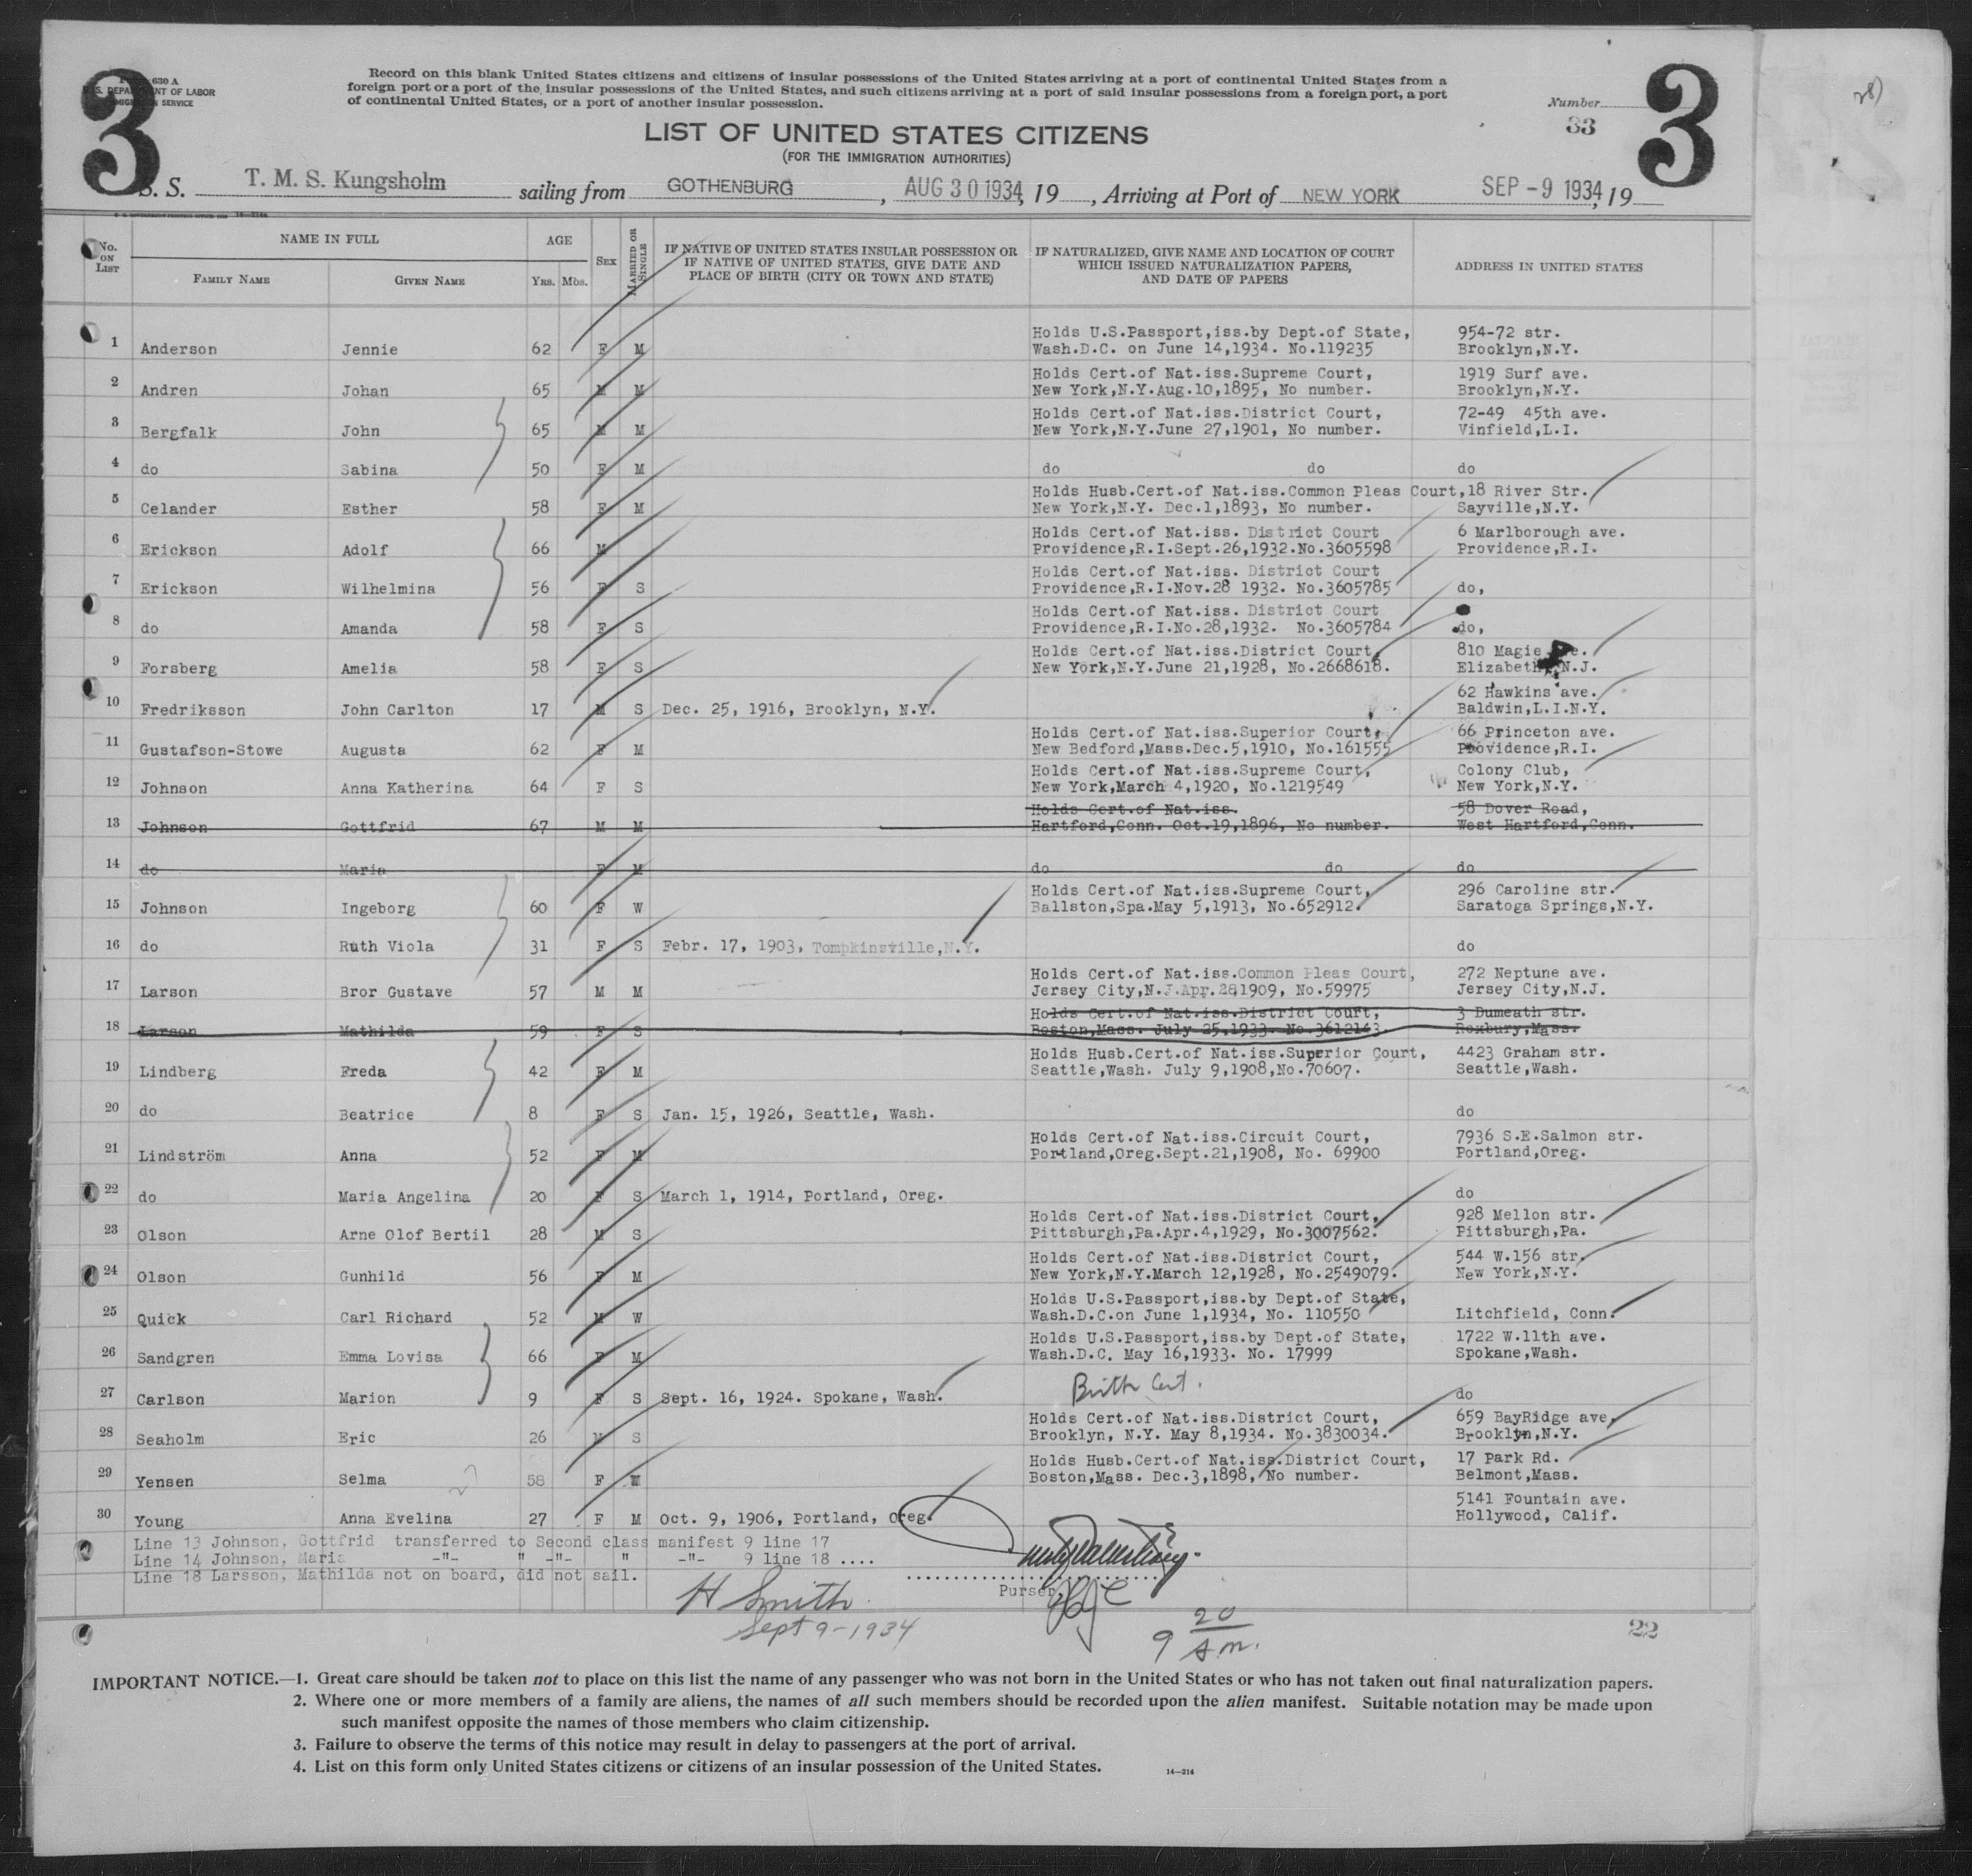 3
630 A
U.S. DEPARTMENT OF LABOR
IMMIGRATION SERVICE
Record on this blank United States citizens and citizens of insular possessions of the United States arriving at a port of continental United States from a
foreign port or a port of the insular possessions of the United States, and such citizens arriving at a port of said insular possessions from a foreign port, a port
of continental United States, or a port of another insular possession.
Number
33
3
28)
LIST OF UNITED STATES CITIZENS
(FOR THE IMMIGRATION AUTHORITIES)
S. S. T. M. S. Kungsholm sailing from GOTHENBURG, AUG 30 1934, 19 , Arriving at Port of NEW YORK SEP -9 1934, 19
No. ON LIST
NAME IN FULL
FAMILY NAME
GIVEN NAME
AGE
YRS. MOS.
SEX
MARRIED OR SINGLE
IF NATIVE OF UNITED STATES INSULAR POSSESSION OR
IF NATIVE OF UNITED STATES, GIVE DATE AND
PLACE OF BIRTH (CITY OR TOWN AND STATE)
IF NATURALIZED, GIVE NAME AND LOCATION OF COURT
WHICH ISSUED NATURALIZATION PAPERS,
AND DATE OF PAPERS
ADDRESS IN UNITED STATES
Holds U.S.Passport,iss.by Dept.of State, 954-72 str.
1 Anderson Jennie 62 F M Wash.D.C. on June 14,1934. No.119235 Brooklyn,N.Y.
Holds Cert.of Nat.iss.Supreme Court, 1919 Surf ave.
2 Andren Johan 65 M M New York,N.Y.Aug.10,1895, No number. Brooklyn,N.Y.
Holds Cert.of Nat.iss.District Court, 72-49 45th ave.
3 Bergfalk John 65 M M New York,N.Y.June 27,1901, No number. Vinfield,L.I.
4 do Sabina 50 F M do do do
Holds Husb.Cert.of Nat.iss.Common Pleas Court, 18 River Str.
5 Celander Esther 58 F M New York,N.Y. Dec.1,1893, No number. Sayville,N.Y.
Holds Cert.of Nat.iss. District Court 6 Marlborough ave.
6 Erickson Adolf 66 M Providence,R.I.Sept.26,1932.No.3605598 Providence,R.I.
Holds Cert.of Nat.iss. District Court
7 Erickson Wilhelmina 56 F S Providence,R.I.Nov.28 1932. No.3605785 do,
Holds Cert.of Nat.iss. District Court
8 do Amanda 58 F S Providence,R.I.No.28,1932. No.3605784 do,
Holds Cert.of Nat.iss.District Court, 810 Magie
9 Forsberg Amelia 58 F S New York,N.Y.June 21,1928, No.2668618. Elizabeth, N.J.
62 Hawkins ave.
10 Fredriksson John Carlton 17 M S Dec. 25, 1916, Brooklyn, N.Y. Baldwin,L.I.N.Y.
Holds Cert.of Nat.iss.Superior Court, 66 Princeton ave.
11 Gustafson-Stowe Augusta 62 F M New Bedford,Mass.Dec.5,1910, No.161555 Providence,R.I.
Holds Cert.of Nat.iss.Supreme Court, Colony Club,
12 Johnson Anna Katherina 64 F S New York,March 4,1920, No.1219549 New York,N.Y.
Holds Cert.of Nat.iss. 58 Dover Road,
13 Johnson Gottfrid 67 M M Hartford,Conn. Oct.19,1896, No number. West Hartford,Conn.
14 do Maria F M do do do
Holds Cert.of Nat.iss.Supreme Court, 296 Caroline str.
15 Johnson Ingeborg 60 F W Ballston,Spa.May 5,1913, No.652912. Saratoga Springs,N.Y.
16 do Ruth Viola 31 F S Febr. 17, 1903, Tompkinsville,N.Y. do
Holds Cert.of Nat.iss.Common Pleas Court, 272 Neptune ave.
17 Larson Bror Gustave 57 M M Jersey City,N.J.Apr.28,1909, No.59975 Jersey City,N.J.
Holds Cert.of Nat.iss.District Court, 3 Dumeath str.
18 Larson Mathilda 59 F S Boston,Mass. July 25,1933. No.3612143. Roxbury,Mass.
Holds Husb.Cert.of Nat.iss.Superior Court, 4423 Graham str.
19 Lindberg Freda 42 F M Seattle,Wash. July 9,1908,No.70607. Seattle,Wash.
20 do Beatrice 8 F S Jan. 15, 1926, Seattle, Wash. do
Holds Cert.of Nat.iss.Circuit Court, 7936 S.E.Salmon str.
21 Lindström Anna 52 F M Portland,Oreg.Sept.21,1908, No. 69900 Portland,Oreg.
22 do Maria Angelina 20 F S March 1, 1914, Portland, Oreg. do
Holds Cert.of Nat.iss.District Court, 928 Mellon str.
23 Olson Arne Olof Bertil 28 M S Pittsburgh,Pa.Apr.4,1929, No.3007562. Pittsburgh,Pa.
Holds Cert.of Nat.iss.District Court, 544 W.156 str.
24 Olson Gunhild 56 F M New York,N.Y.March 12,1928, No.2549079. New York,N.Y.
Holds U.S.Passport,iss.by Dept.of State,
25 Quick Carl Richard 52 M W Wash.D.C.on June 1,1934, No. 110550 Litchfield, Conn.
Holds U.S.Passport,iss.by Dept.of State, 1722 W.11th ave.
26 Sandgren Emma Lovisa 66 F M Wash.D.C. May 16,1933. No. 17999 Spokane,Wash.
27 Carlson Marion 9 F S Sept. 16, 1924. Spokane, Wash. Birth Cert. do
Holds Cert.of Nat.iss.District Court, 659 BayRidge ave,
28 Seaholm Eric 26 M S Brooklyn, N.Y. May 8,1934. No.3830034. Brooklyn,N.Y.
Holds Husb.Cert.of Nat.iss.District Court, 17 Park Rd.
29 Yensen Selma 58 F W Boston,Mass. Dec.3,1898, No number. Belmont,Mass.
5141 Fountain ave.
30 Young Anna Evelina 27 F M Oct. 9, 1906, Portland, Oreg. Hollywood, Calif.
Line 13 Johnson, Gottfrid transferred to Second class manifest 9 line 17
Line 14 Johnson, Maria -"- " -"- " -"- 9 line 18 ....
Line 18 Larsson, Mathilda not on board, did not sail.
Purser
H Smith
Sept 9-1934
9 20 A.m.
22
IMPORTANT NOTICE.—1. Great care should be taken not to place on this list the name of any passenger who was not born in the United States or who has not taken out final naturalization papers.
2. Where one or more members of a family are aliens, the names of all such members should be recorded upon the alien manifest. Suitable notation may be made upon
such manifest opposite the names of those members who claim citizenship.
3. Failure to observe the terms of this notice may result in delay to passengers at the port of arrival.
4. List on this form only United States citizens or citizens of an insular possession of the United States.
14—214